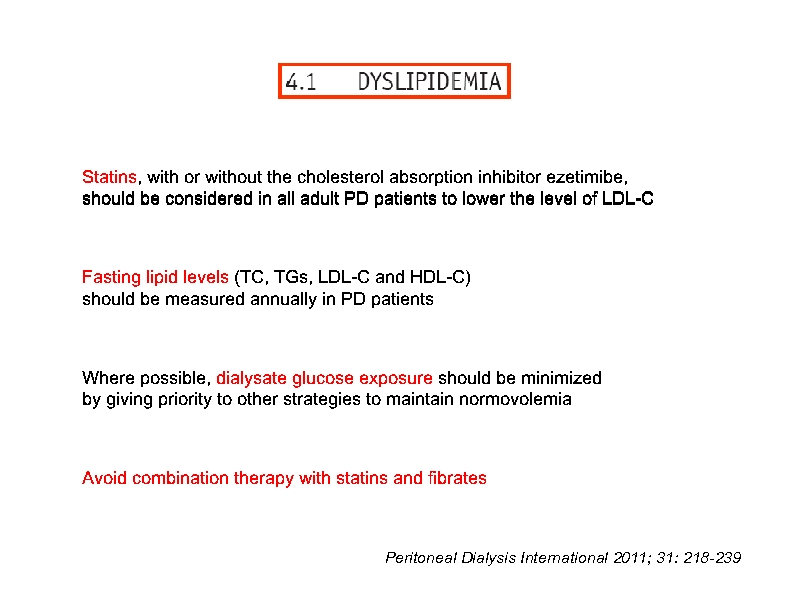 4.1 DYSLIPIDEMIA
Statins, with or without the cholesterol absorption inhibitor ezetimibe,
should be considered in all adult PD patients to lower the level of LDL-C
Fasting lipid levels (TC, TGs, LDL-C and HDL-C)
should be measured annually in PD patients
Where possible, dialysate glucose exposure should be minimized
by giving priority to other strategies to maintain normovolemia
Avoid combination therapy with statins and fibrates
Peritoneal Dialysis International 2011; 31: 218-239